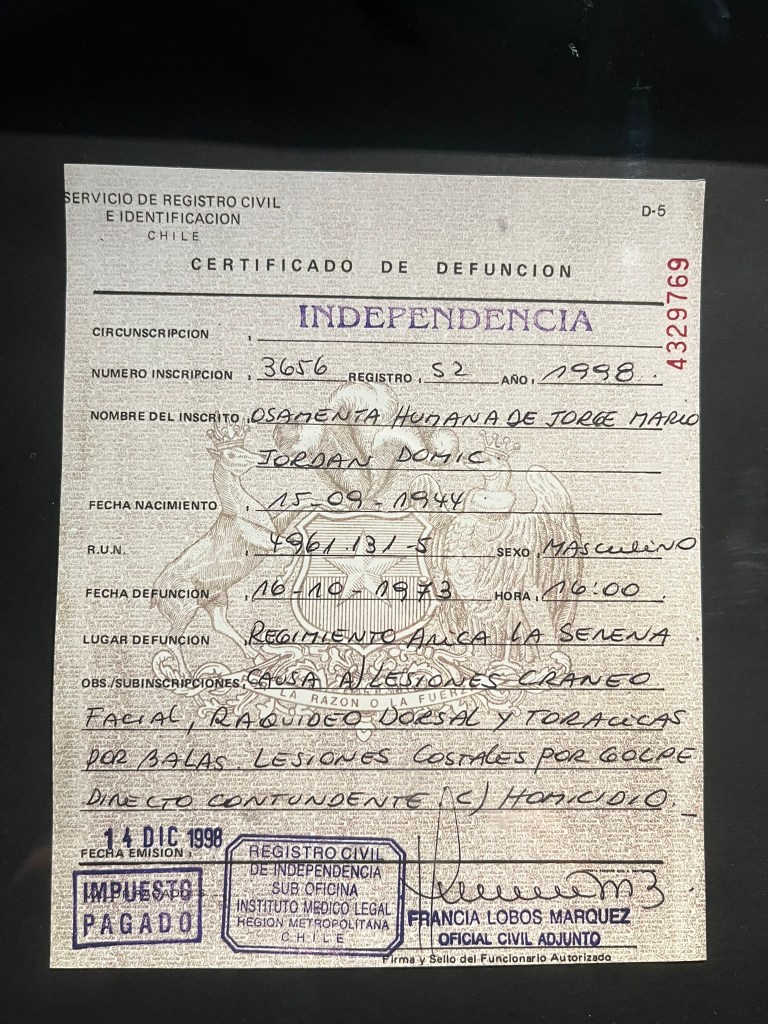 SERVICIO DE REGISTRO CIVIL
E IDENTIFICACION
CHILE
D-5
CERTIFICADO DE DEFUNCION
4329769
CIRCUNSCRIPCION : INDEPENDENCIA
NUMERO INSCRIPCION : 3656 REGISTRO : S2 AÑO : 1998.
NOMBRE DEL INSCRITO : OSAMENTA HUMANA DE JORGE MARIO
JORDAN DOMIC
FECHA NACIMIENTO : 15-09-1944
R.U.N. : 4961.131-5 SEXO : MASCULINO
FECHA DEFUNCION : 16-10-1973 HORA : 16:00
LUGAR DEFUNCION REGIMIENTO ARICA LA SERENA
OBS./SUBINSCRIPCIONES : CAUSA A) LESIONES CRANEO
LA RAZON O LA FUERZA
FACIAL, RAQUIDEO DORSAL Y TORACICAS
POR BALAS. LESIONES COSTALES POR GOLPE
DIRECTO CONTUNDENTE. C) HOMICIDIO.
14 DIC 1998
FECHA EMISION :
IMPUESTO
PAGADO
REGISTRO CIVIL
DE INDEPENDENCIA
SUB OFICINA
INSTITUTO MEDICO LEGAL
REGION METROPOLITANA
CHILE
FRANCIA LOBOS MARQUEZ
OFICIAL CIVIL ADJUNTO
Firma y Sello del Funcionario Autorizado